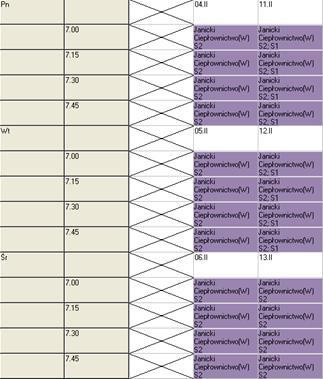 Pn 04.II 11.II
7.00 Janicki Janicki
Ciepłownictwo(W) Ciepłownictwo(W)
S2 S2; S1
7.15 Janicki Janicki
Ciepłownictwo(W) Ciepłownictwo(W)
S2 S2; S1
7.30 Janicki Janicki
Ciepłownictwo(W) Ciepłownictwo(W)
S2 S2; S1
7.45 Janicki Janicki
Ciepłownictwo(W) Ciepłownictwo(W)
S2 S2; S1
Wt 05.II 12.II
7.00 Janicki Janicki
Ciepłownictwo(W) Ciepłownictwo(W)
S2 S2; S1
7.15 Janicki Janicki
Ciepłownictwo(W) Ciepłownictwo(W)
S2 S2; S1
7.30 Janicki Janicki
Ciepłownictwo(W) Ciepłownictwo(W)
S2 S2; S1
7.45 Janicki Janicki
Ciepłownictwo(W) Ciepłownictwo(W)
S2 S2; S1
Śr 06.II 13.II
7.00 Janicki Janicki
Ciepłownictwo(W) Ciepłownictwo(W)
S2 S2
7.15 Janicki Janicki
Ciepłownictwo(W) Ciepłownictwo(W)
S2 S2
7.30 Janicki Janicki
Ciepłownictwo(W) Ciepłownictwo(W)
S2 S2
7.45 Janicki Janicki
Ciepłownictwo(W) Ciepłownictwo(W)
S2 S2